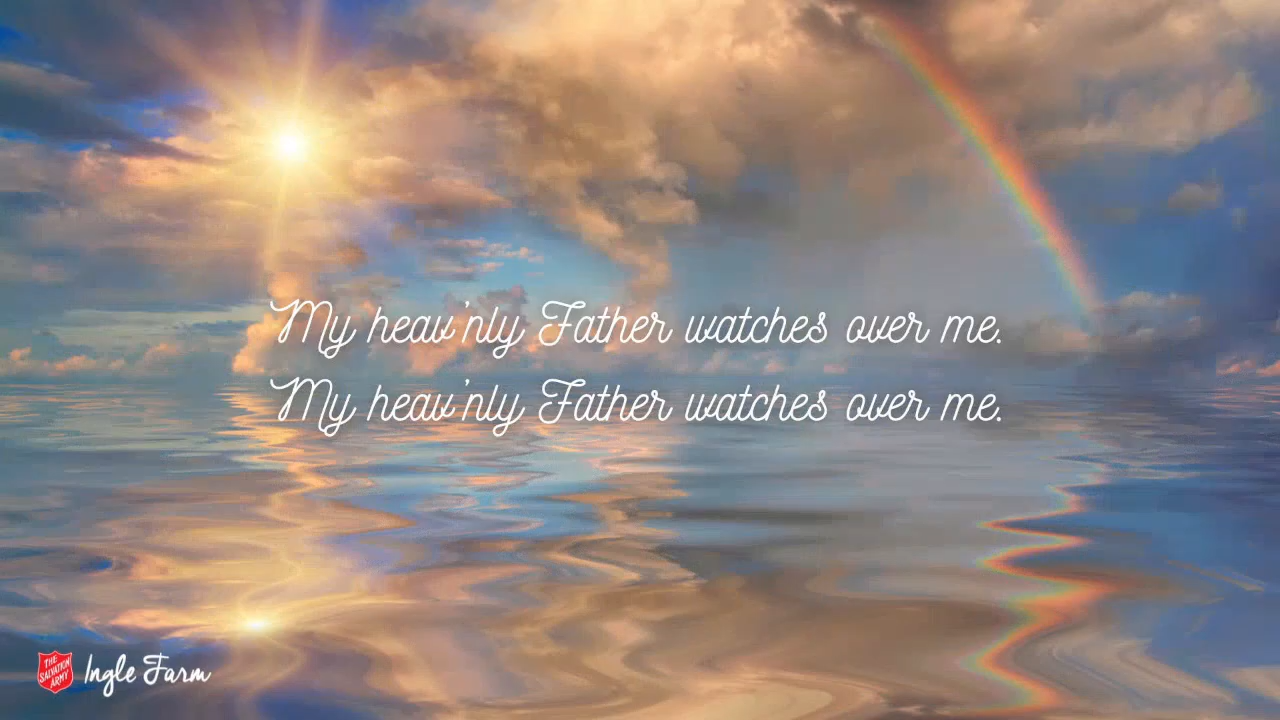 My heav'nly Father watches over me.
My heav'nly Father watches over me.
THE
SALVATION
ARMY
Ingle Farm